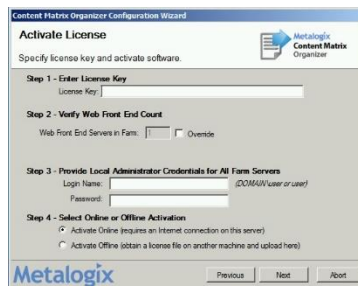 Content Matrix Organizer Configuration Wizard
Activate License
Specify license key and activate software.
Metalogix
Content Matrix
Organizer
Step 1 - Enter License Key
License Key:
Step 2 - Verify Web Front End Count
Web Front End Servers in Farm: 1 Override
Step 3 - Provide Local Administrator Credentials for All Farm Servers
Login Name: (DOMAIN\user or user)
Password:
Step 4 - Select Online or Offline Activation
Activate Online (requires an Internet connection on this server)
Activate Offline (obtain a license file on another machine and upload here)
Metalogix
Previous Next Abort